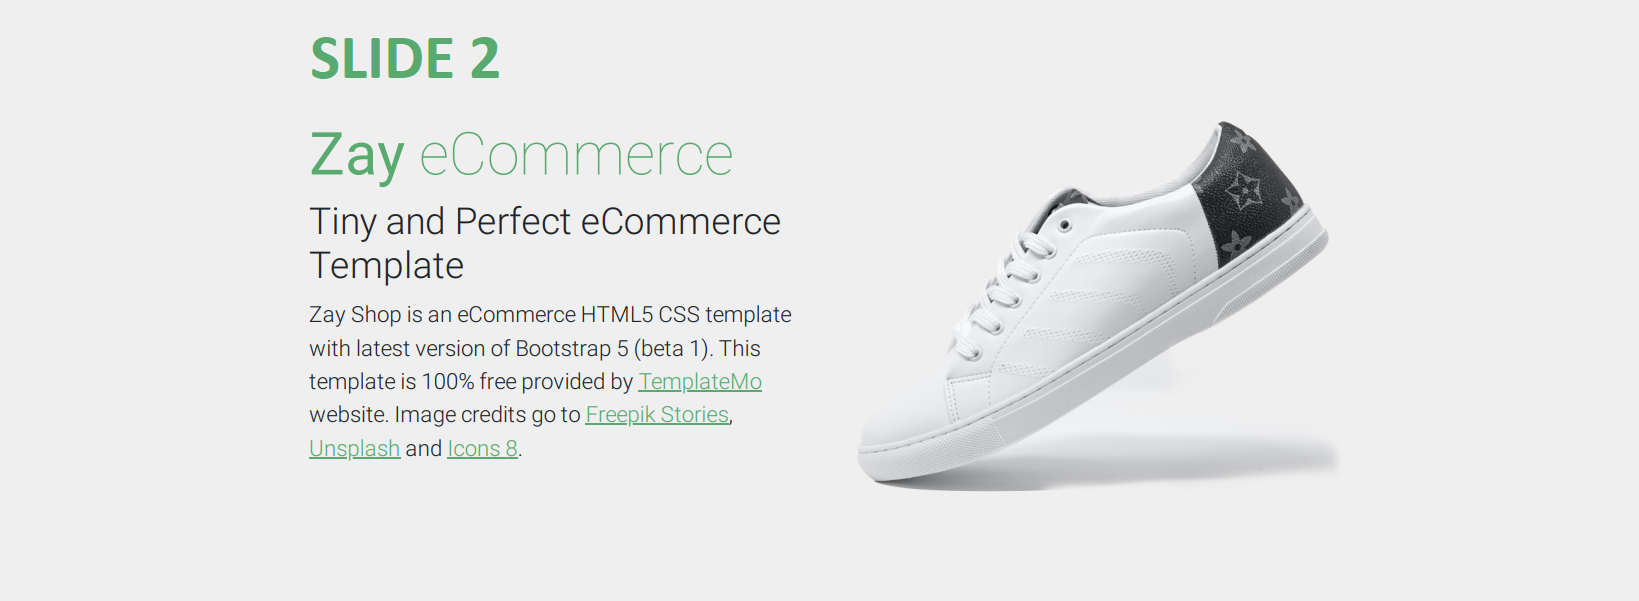 SLIDE 2
Zay eCommerce
Tiny and Perfect eCommerce
Template
Zay Shop is an eCommerce HTML5 CSS template
with latest version of Bootstrap 5 (beta 1). This
template is 100% free provided by TemplateMo
website. Image credits go to Freepik Stories,
Unsplash and Icons 8.